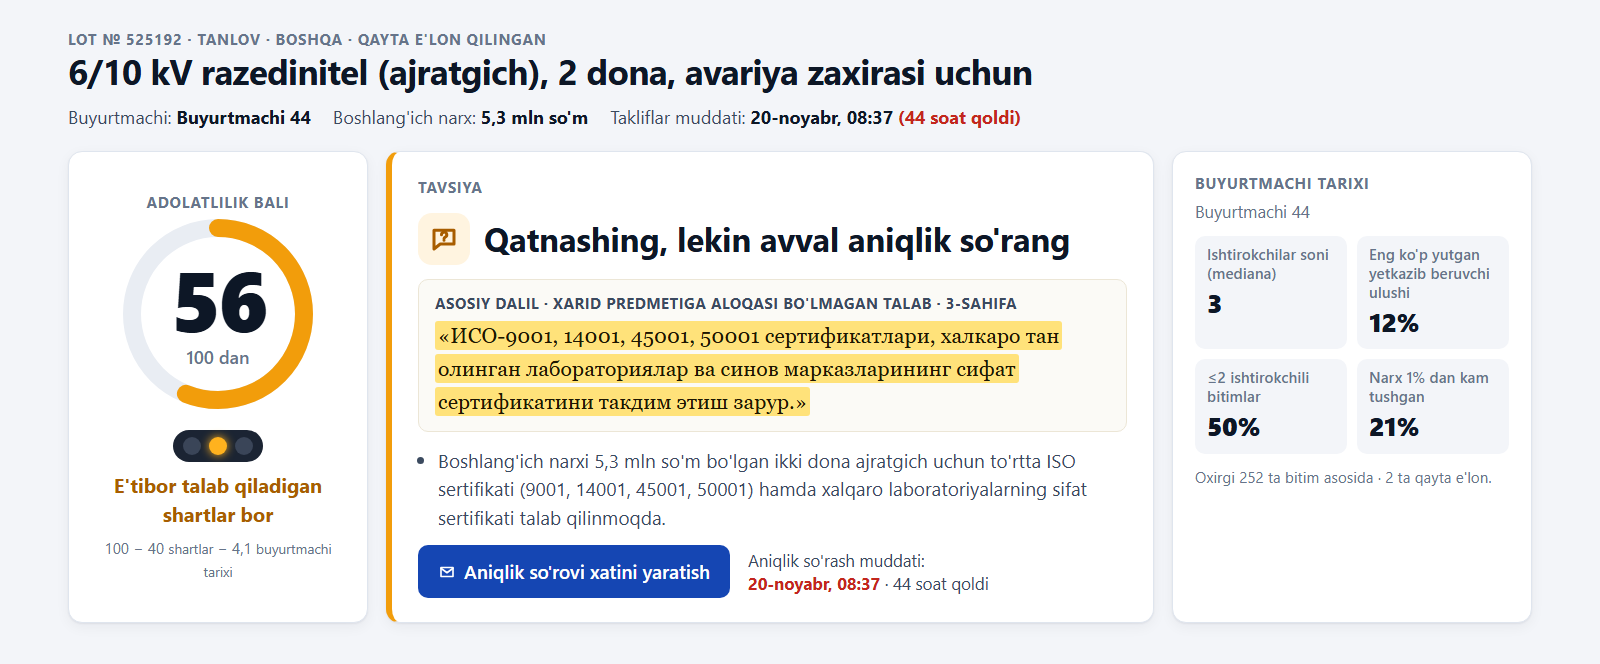 LOT № 525192 · TANLOV · BOSHQA · QAYTA E'LON QILINGAN
6/10 kV razedinitel (ajratgich), 2 dona, avariya zaxirasi uchun
Buyurtmachi: Buyurtmachi 44 Boshlang'ich narx: 5,3 mln so'm Takliflar muddati: 20-noyabr, 08:37 (44 soat qoldi)
ADOLATLILIK BALI
56
100 dan
E'tibor talab qiladigan
shartlar bor
100 − 40 shartlar − 4,1 buyurtmachi
tarixi
TAVSIYA
Qatnashing, lekin avval aniqlik so'rang
ASOSIY DALIL · XARID PREDMETIGA ALOQASI BO'LMAGAN TALAB · 3-SAHIFA
«ИСО-9001, 14001, 45001, 50001 сертификатлари, халкаро тан
олинган лабораториялар ва синов марказларининг сифат
сертификатини такдим этиш зарур.»
Boshlang'ich narxi 5,3 mln so'm bo'lgan ikki dona ajratgich uchun to'rtta ISO
sertifikati (9001, 14001, 45001, 50001) hamda xalqaro laboratoriyalarning sifat
sertifikati talab qilinmoqda.
Aniqlik so'rovi xatini yaratish
Aniqlik so'rash muddati:
20-noyabr, 08:37 · 44 soat qoldi
BUYURTMACHI TARIXI
Buyurtmachi 44
Ishtirokchilar soni
(mediana)
3
Eng ko'p yutgan
yetkazib beruvchi
ulushi
12%
≤2 ishtirokchili
bitimlar
50%
Narx 1% dan kam
tushgan
21%
Oxirgi 252 ta bitim asosida · 2 ta qayta e'lon.